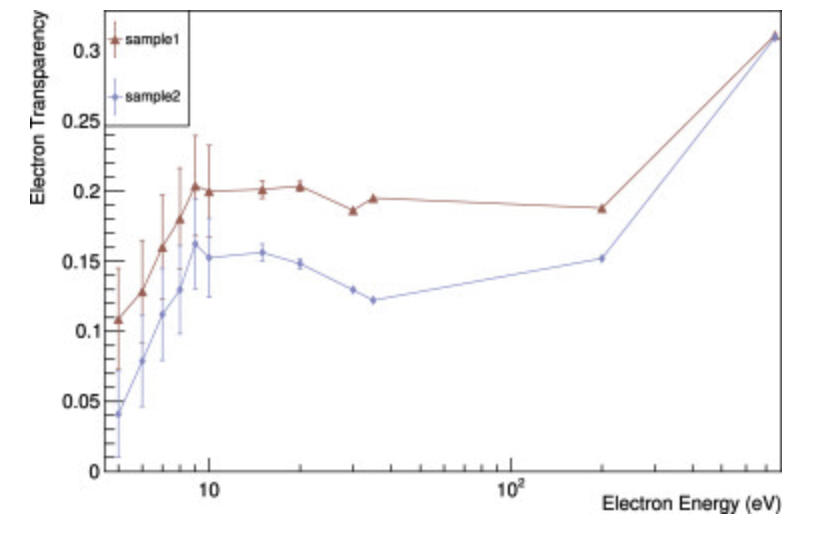 Electron Transparency
sample1
sample2
0.3
0.25
0.2
0.15
0.1
0.05
0
10
10²
Electron Energy (eV)